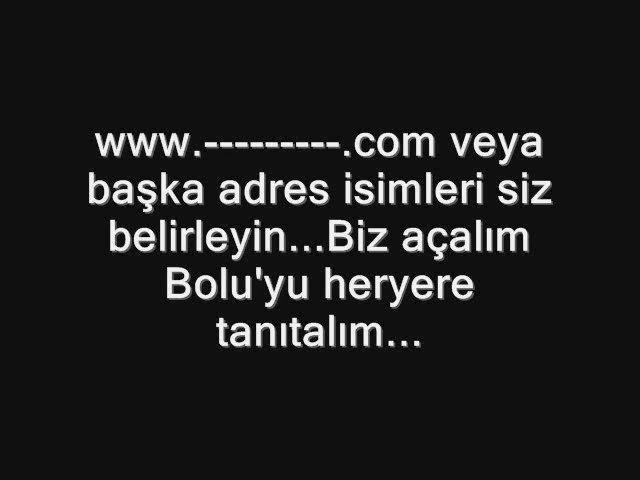 www.---------.com veya
başka adres isimleri siz
belirleyin...Biz açalım
Bolu'yu heryere
tanıtalım...